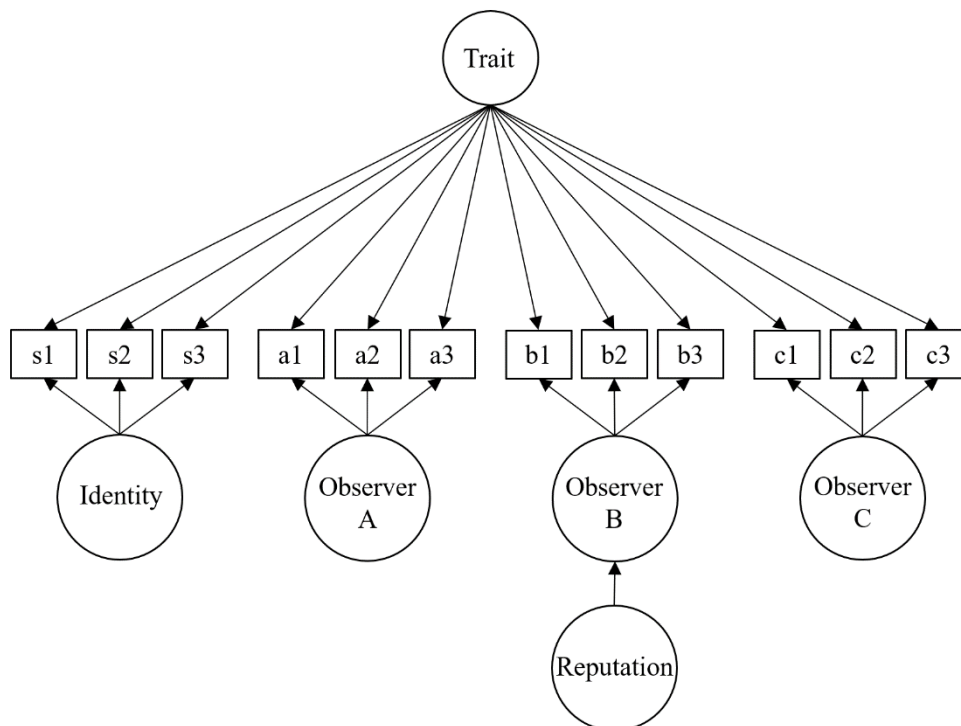 Trait
s1 s2 s3 a1 a2 a3 b1 b2 b3 c1 c2 c3
Identity
Observer
A
Observer
B
Observer
C
Reputation